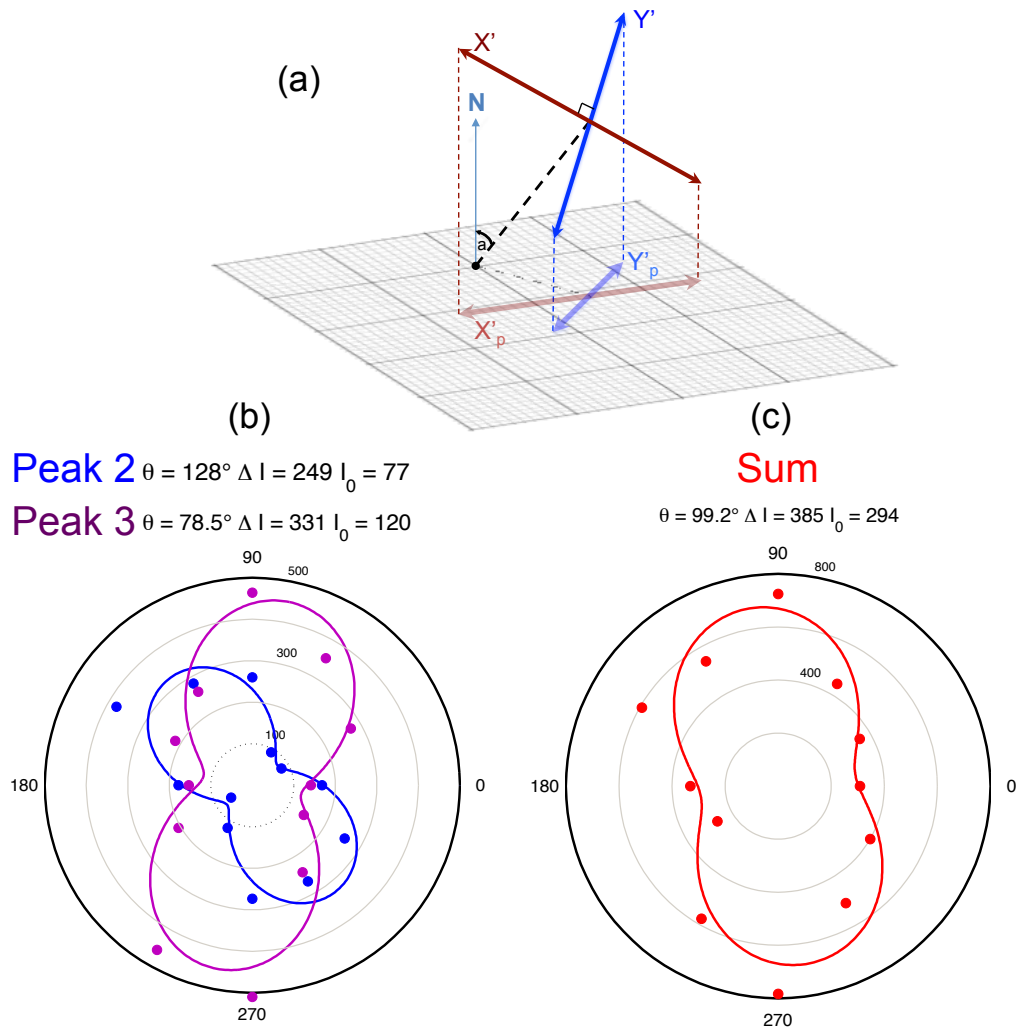 (a)
X’
Y’
N
a
Y’p
X’p
(b)
(c)
Peak 2 θ = 128° Δ I = 249 I0 = 77
Peak 3 θ = 78.5° Δ I = 331 I0 = 120
Sum
θ = 99.2° Δ I = 385 I0 = 294
90
500
300
100
180
0
270
90
800
400
180
0
270